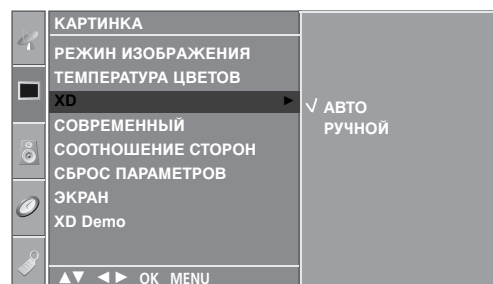 КАРТИНКА
РЕЖИН ИЗОБРАЖЕНИЯ
ТЕМПЕРАТУРА ЦВЕТОВ
XD ►
СОВРЕМЕННЫЙ
СООТНОШЕНИЕ СТОРОН
СБРОС ПАРАМЕТРОВ
ЭКРАН
XD Demo
√ АВТО
РУЧНОЙ
▲▼ ◄► OK MENU